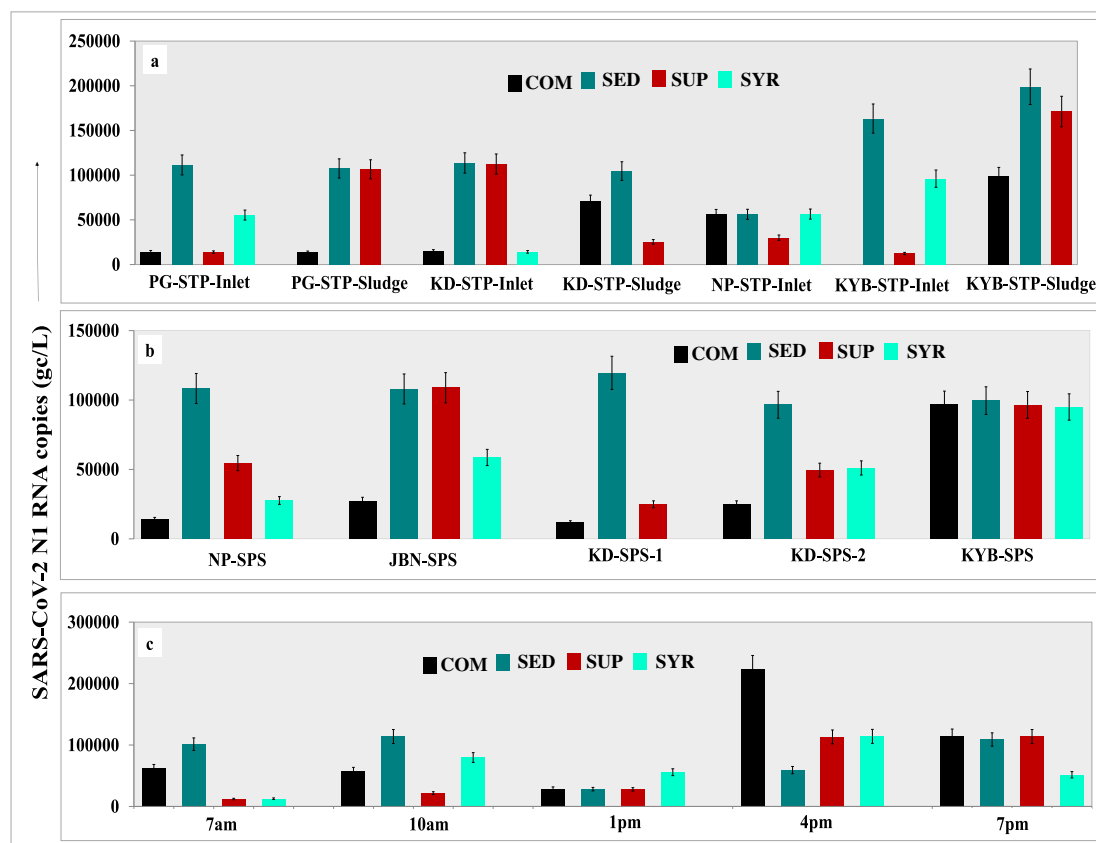 SARS-CoV-2 N1 RNA copies (gc/L)
a
COM SED SUP SYR
250000
200000
150000
100000
50000
0
PG-STP-Inlet PG-STP-Sludge KD-STP-Inlet KD-STP-Sludge NP-STP-Inlet KYB-STP-Inlet KYB-STP-Sludge
b
COM SED SUP SYR
150000
100000
50000
0
NP-SPS JBN-SPS KD-SPS-1 KD-SPS-2 KYB-SPS
c
COM SED SUP SYR
300000
200000
100000
0
7am 10am 1pm 4pm 7pm